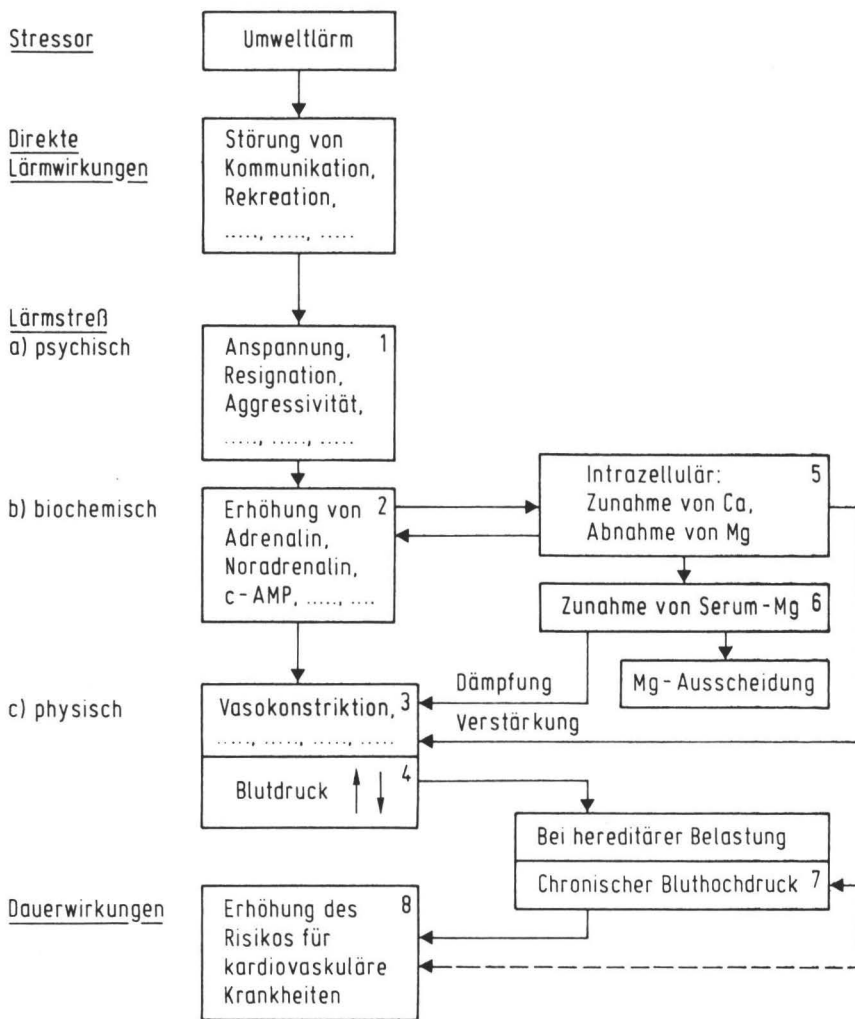 Stressor
Umweltlärm
Direkte
Lärmwirkungen
Störung von
Kommunikation,
Rekreation,
....., ....., .....
Lärmstreß
a) psychisch
Anspannung, 1
Resignation,
Aggressivität,
....., ....., .....
b) biochemisch
Erhöhung von 2
Adrenalin,
Noradrenalin,
c-AMP, ....., ....
Intrazellulär: 5
Zunahme von Ca,
Abnahme von Mg
Zunahme von Serum-Mg 6
Mg-Ausscheidung
Dämpfung
Verstärkung
c) physisch
Vasokonstriktion, 3
....., ....., ....., .....
Blutdruck ↑ ↓ 4
Bei hereditärer Belastung
Chronischer Bluthochdruck 7
Dauerwirkungen
Erhöhung des 8
Risikos für
kardiovaskuläre
Krankheiten